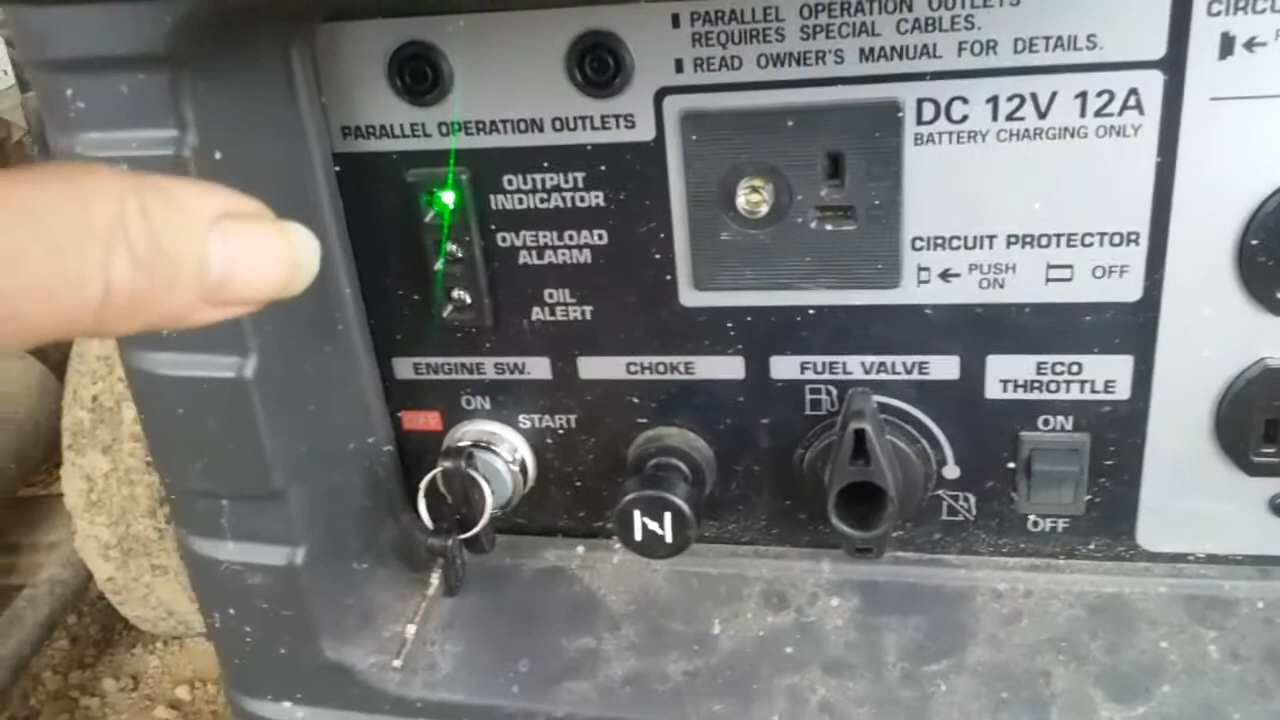 PARALLEL OPERATION OUTLETS
REQUIRES SPECIAL CABLES.
READ OWNER'S MANUAL FOR DETAILS.
PARALLEL OPERATION OUTLETS
DC 12V 12A
BATTERY CHARGING ONLY
CIRCUIT PROTECTOR
PUSH
ON
OFF
OUTPUT
INDICATOR
OVERLOAD
ALARM
OIL
ALERT
ENGINE SW.
OFF
ON
START
CHOKE
FUEL VALVE
ECO
THROTTLE
ON
OFF